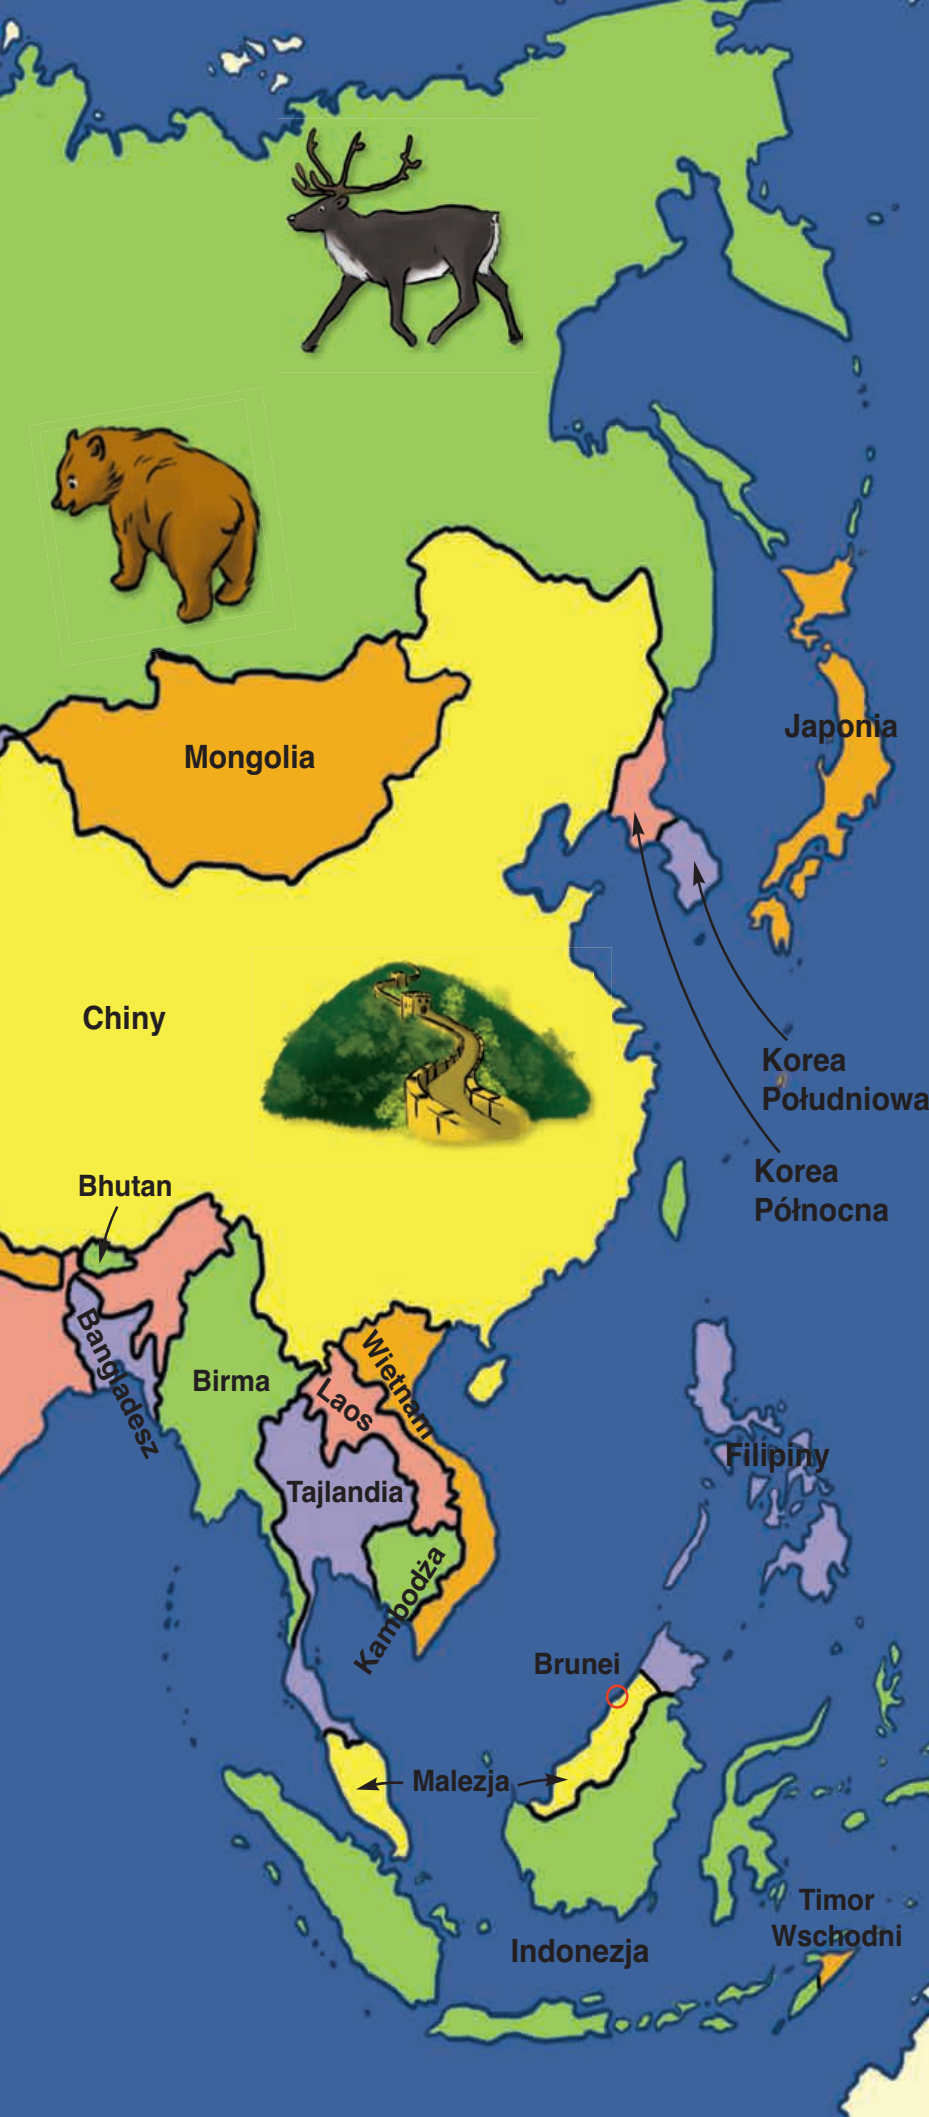 Mongolia
Japonia
Chiny
Korea
Południowa
Korea
Północna
Bhutan
Bangladesz
Birma
Wietnam
Laos
Tajlandia
Filipiny
Kambodża
Brunei
Malezja
Timor
Wschodni
Indonezja